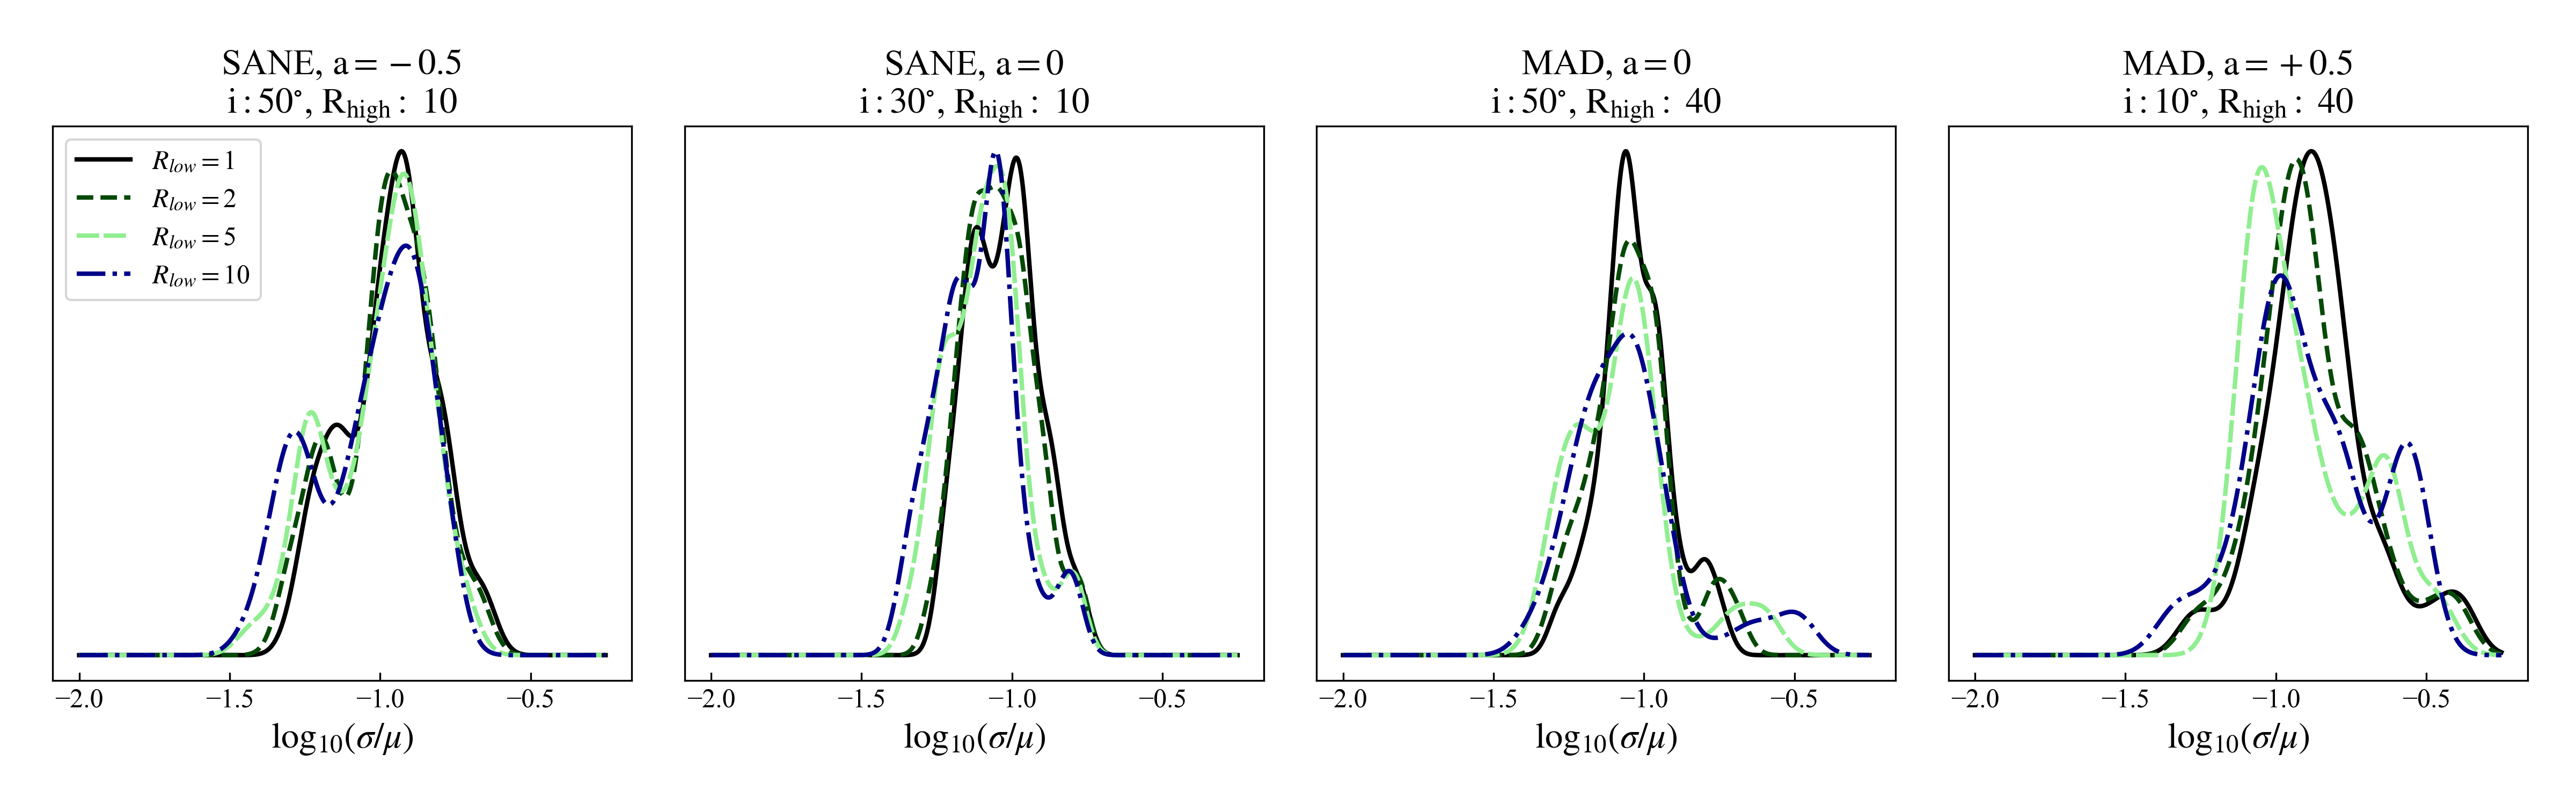 SANE, a = −0.5
i : 50°, R_high : 10
SANE, a = 0
i : 30°, R_high : 10
MAD, a = 0
i : 50°, R_high : 40
MAD, a = +0.5
i : 10°, R_high : 40
R_low = 1
R_low = 2
R_low = 5
R_low = 10
−2.0 −1.5 −1.0 −0.5
log₁₀(σ/μ)
−2.0 −1.5 −1.0 −0.5
log₁₀(σ/μ)
−2.0 −1.5 −1.0 −0.5
log₁₀(σ/μ)
−2.0 −1.5 −1.0 −0.5
log₁₀(σ/μ)